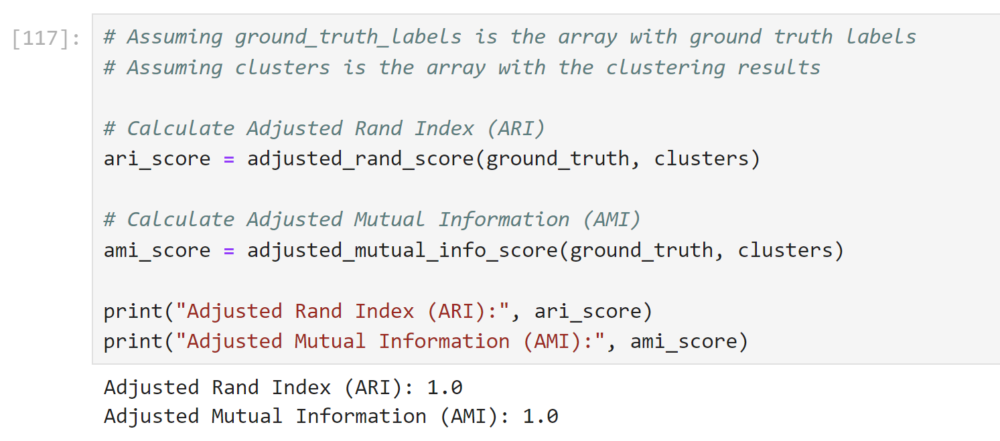 [117]:
# Assuming ground_truth_labels is the array with ground truth labels
# Assuming clusters is the array with the clustering results
# Calculate Adjusted Rand Index (ARI)
ari_score = adjusted_rand_score(ground_truth, clusters)
# Calculate Adjusted Mutual Information (AMI)
ami_score = adjusted_mutual_info_score(ground_truth, clusters)
print("Adjusted Rand Index (ARI):", ari_score)
print("Adjusted Mutual Information (AMI):", ami_score)
Adjusted Rand Index (ARI): 1.0
Adjusted Mutual Information (AMI): 1.0